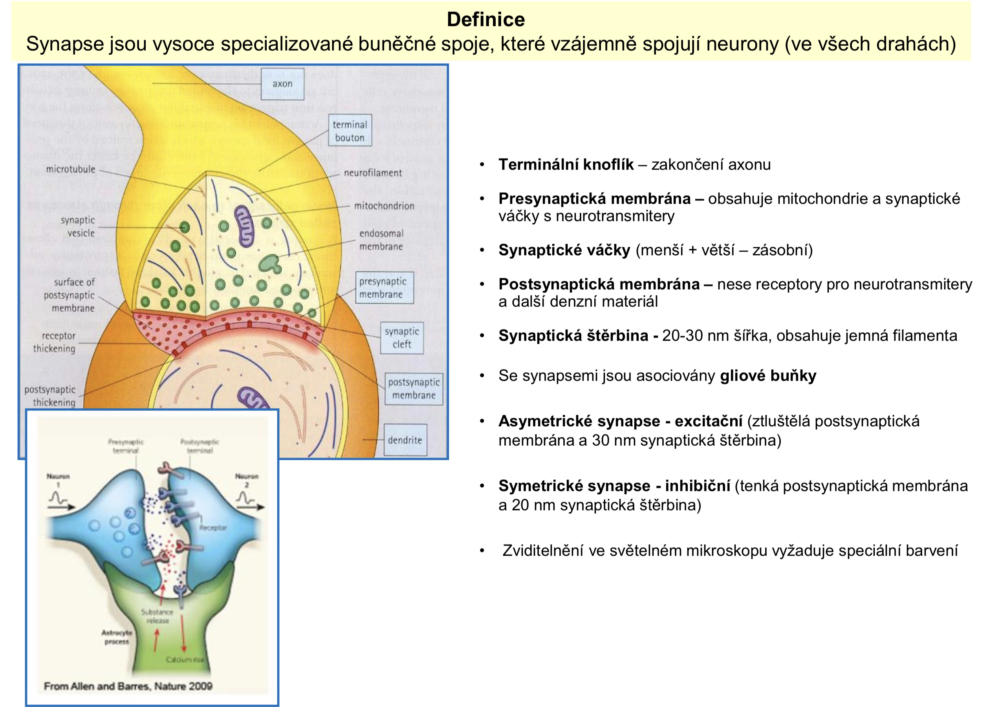 Definice
Synapse jsou vysoce specializované buněčné spoje, které vzájemně spojují neurony (ve všech drahách)
axon
terminal
bouton
microtubule
neurofilament
mitochondrion
synaptic
vesicle
endosomal
membrane
surface of
postsynaptic
membrane
presynaptic
membrane
receptor
thickening
synaptic
cleft
postsynaptic
thickening
postsynaptic
membrane
dendrite
Presynaptic
terminal
Postsynaptic
terminal
Neuron
1
Neuron
2
Receptor
Substance
release
Astrocyte
process
Calcium rise
From Allen and Barres, Nature 2009
• Terminální knoflík – zakončení axonu
• Presynaptická membrána – obsahuje mitochondrie a synaptické
váčky s neurotransmitery
• Synaptické váčky (menší + větší – zásobní)
• Postsynaptická membrána – nese receptory pro neurotransmitery
a další denzní materiál
• Synaptická štěrbina - 20-30 nm šířka, obsahuje jemná filamenta
• Se synapsemi jsou asociovány gliové buňky
• Asymetrické synapse - excitační (ztluštělá postsynaptická
membrána a 30 nm synaptická štěrbina)
• Symetrické synapse - inhibiční (tenká postsynaptická membrána
a 20 nm synaptická štěrbina)
• Zviditelnění ve světelném mikroskopu vyžaduje speciální barvení